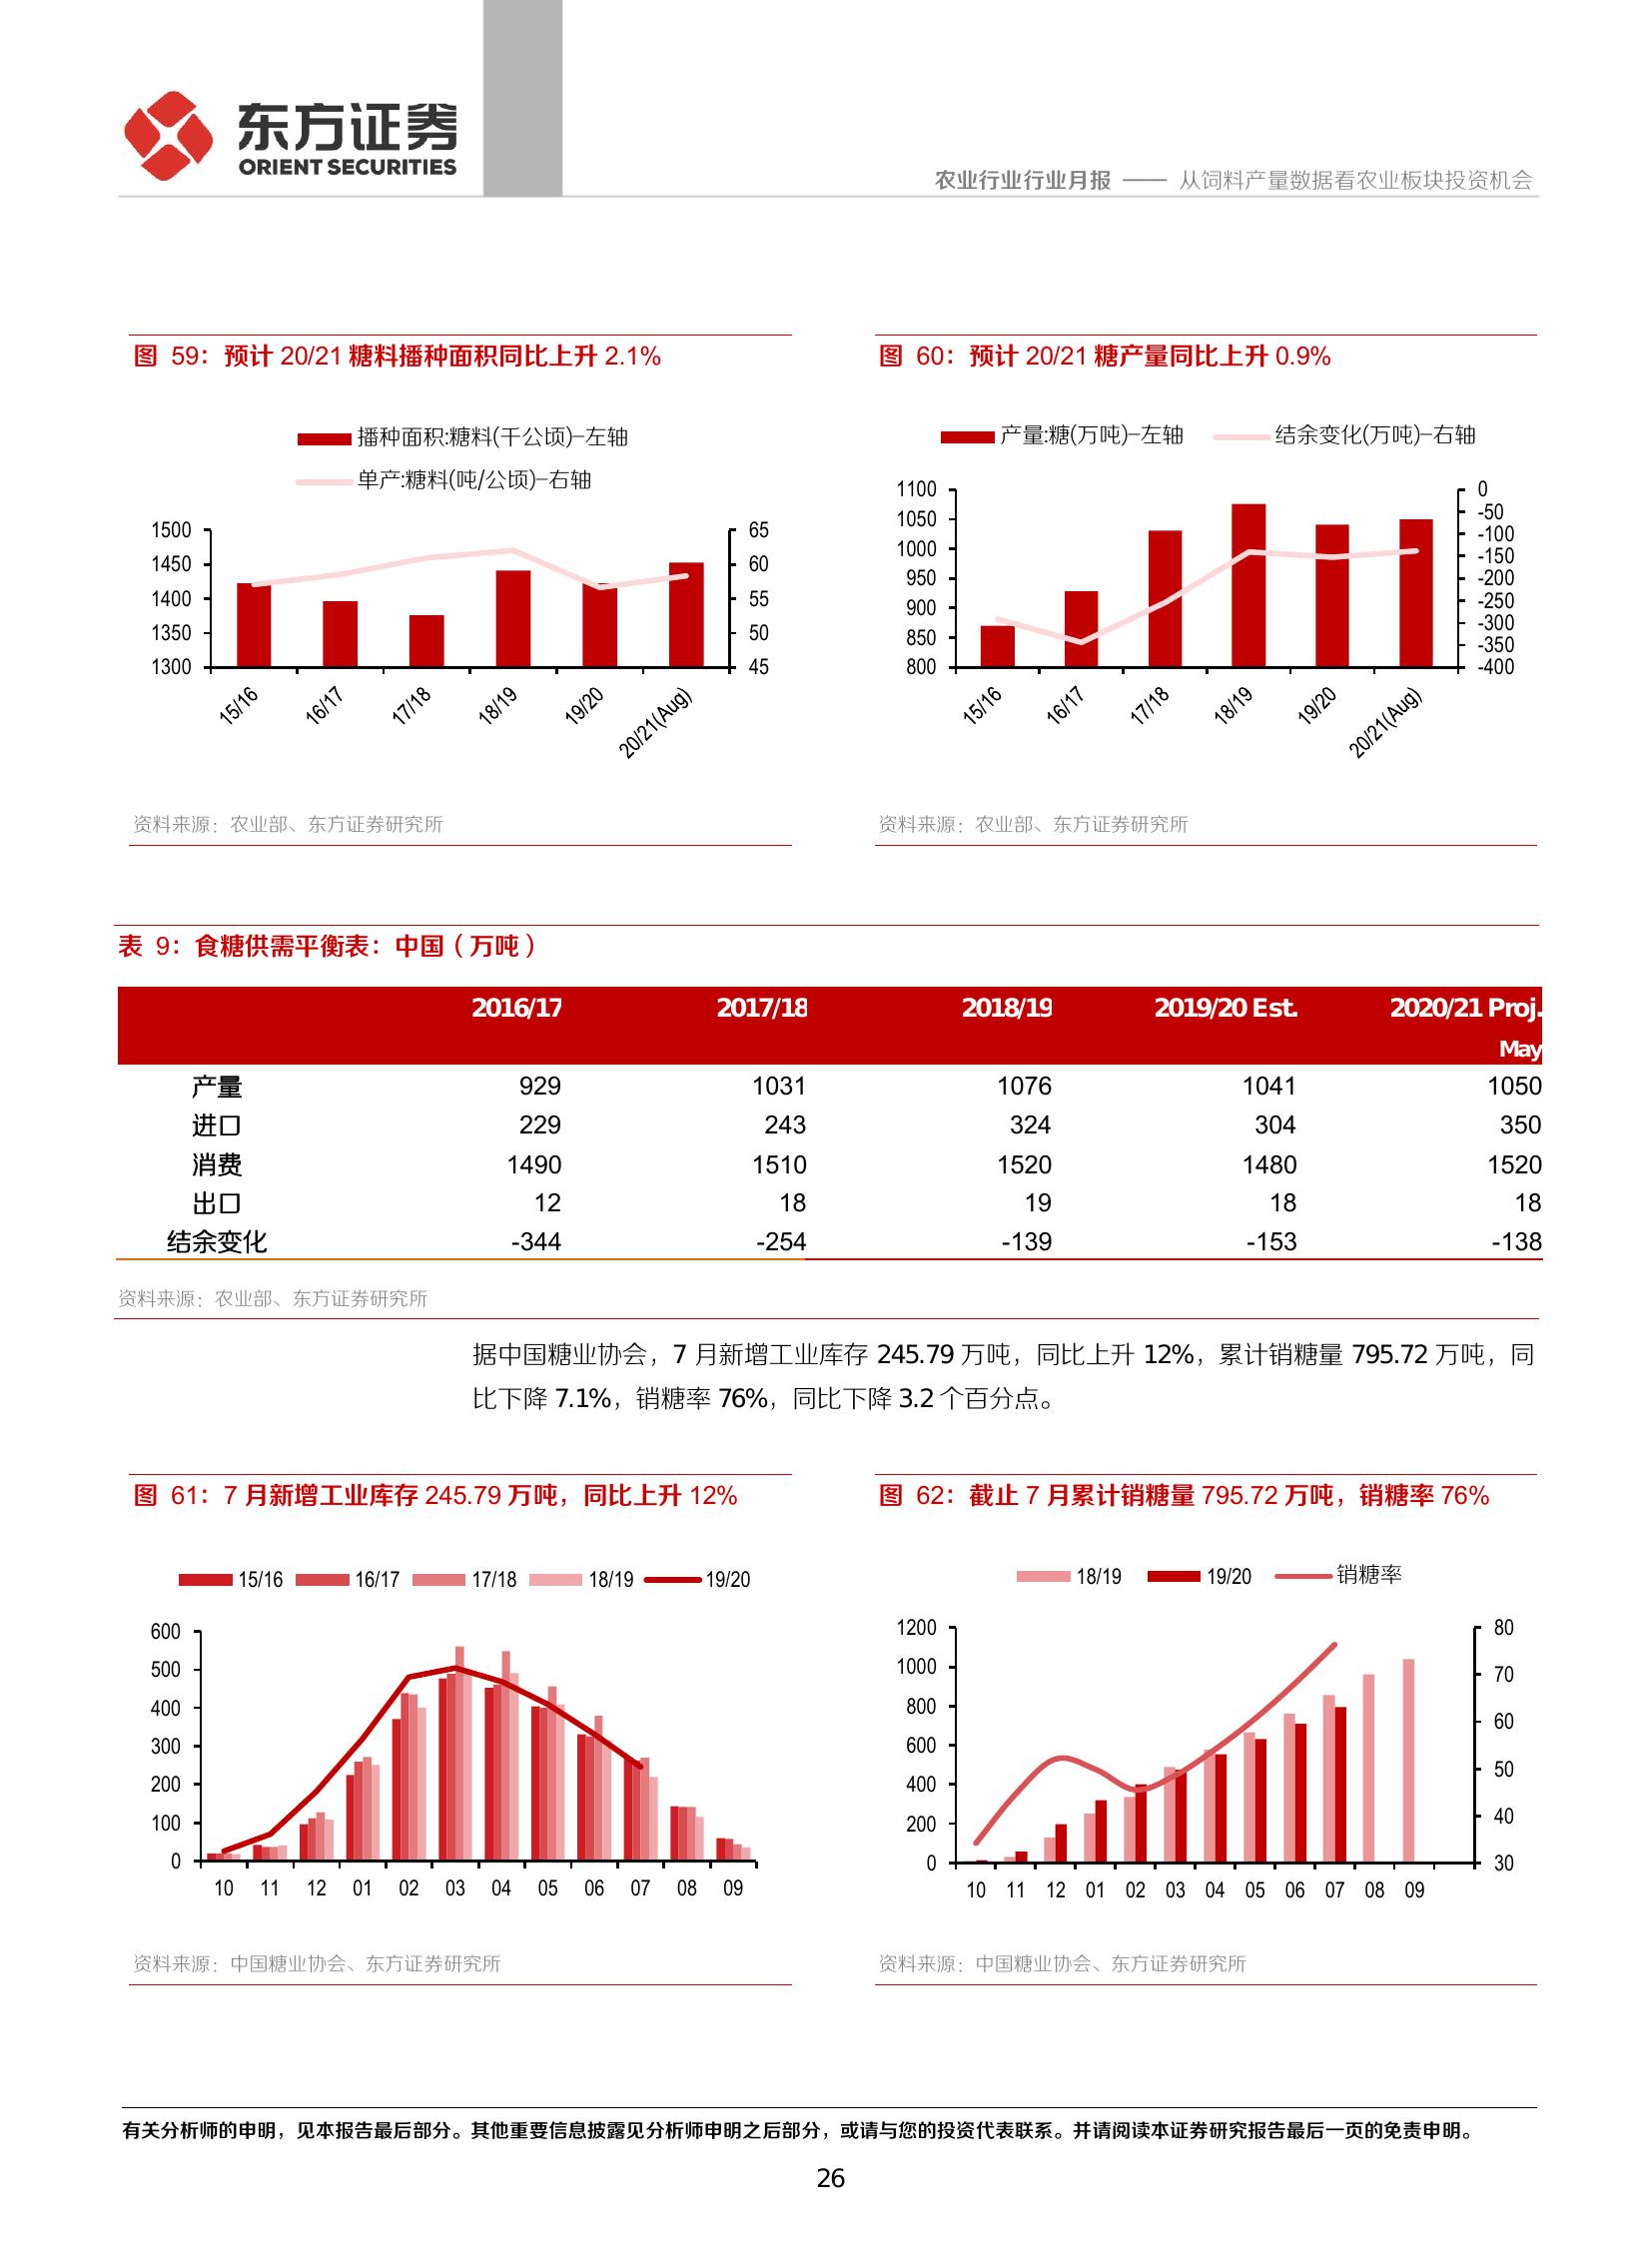 东方证券
ORIENT SECURITIES
农业行业行业月报 —— 从饲料产量数据看农业板块投资机会
图 59：预计 20/21 糖料播种面积同比上升 2.1%
播种面积:糖料(千公顷)-左轴
单产:糖料(吨/公顷)-右轴
1500
1450
1400
1350
1300
65
60
55
50
45
15/16
16/17
17/18
18/19
19/20
20/21(Aug)
资料来源：农业部、东方证券研究所
图 60：预计 20/21 糖产量同比上升 0.9%
产量:糖(万吨)-左轴 结余变化(万吨)-右轴
1100
1050
1000
950
900
850
800
0
-50
-100
-150
-200
-250
-300
-350
-400
15/16
16/17
17/18
18/19
19/20
20/21(Aug)
资料来源：农业部、东方证券研究所
表 9：食糖供需平衡表：中国（万吨）
2016/17 2017/18 2018/19 2019/20 Est. 2020/21 Proj.
May
产量 929 1031 1076 1041 1050
进口 229 243 324 304 350
消费 1490 1510 1520 1480 1520
出口 12 18 19 18 18
结余变化 -344 -254 -139 -153 -138
资料来源：农业部、东方证券研究所
据中国糖业协会，7 月新增工业库存 245.79 万吨，同比上升 12%，累计销糖量 795.72 万吨，同
比下降 7.1%，销糖率 76%，同比下降 3.2 个百分点。
图 61：7 月新增工业库存 245.79 万吨，同比上升 12%
15/16 16/17 17/18 18/19 19/20
600
500
400
300
200
100
0
10 11 12 01 02 03 04 05 06 07 08 09
资料来源：中国糖业协会、东方证券研究所
图 62：截止 7 月累计销糖量 795.72 万吨，销糖率 76%
18/19 19/20 销糖率
1200
1000
800
600
400
200
0
80
70
60
50
40
30
10 11 12 01 02 03 04 05 06 07 08 09
资料来源：中国糖业协会、东方证券研究所
有关分析师的申明，见本报告最后部分。其他重要信息披露见分析师申明之后部分，或请与您的投资代表联系。并请阅读本证券研究报告最后一页的免责申明。
26